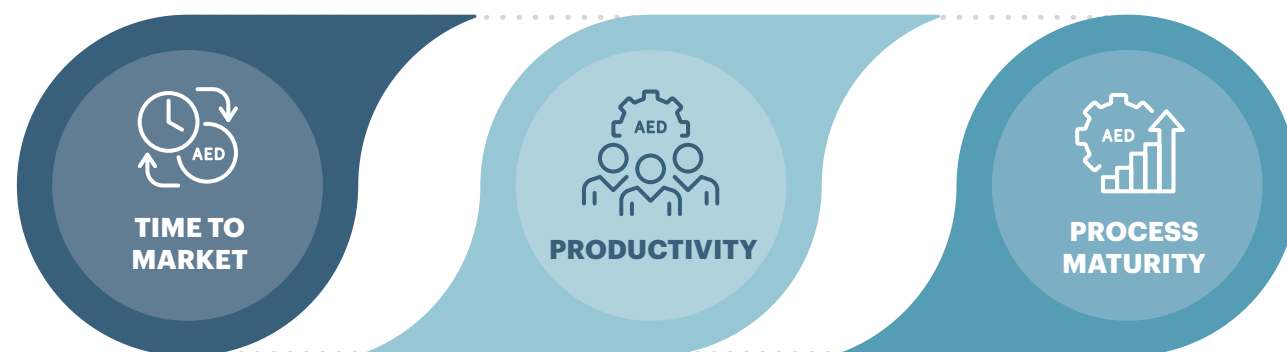 AED
TIME TO
MARKET
AED
PRODUCTIVITY
AED
PROCESS
MATURITY